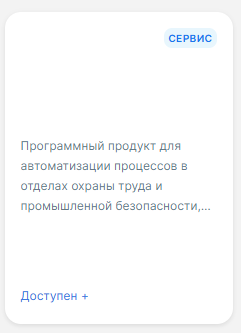 СЕРВИС
Программный продукт для
автоматизации процессов в
отделах охраны труда и
промышленной безопасности,...
Доступен +